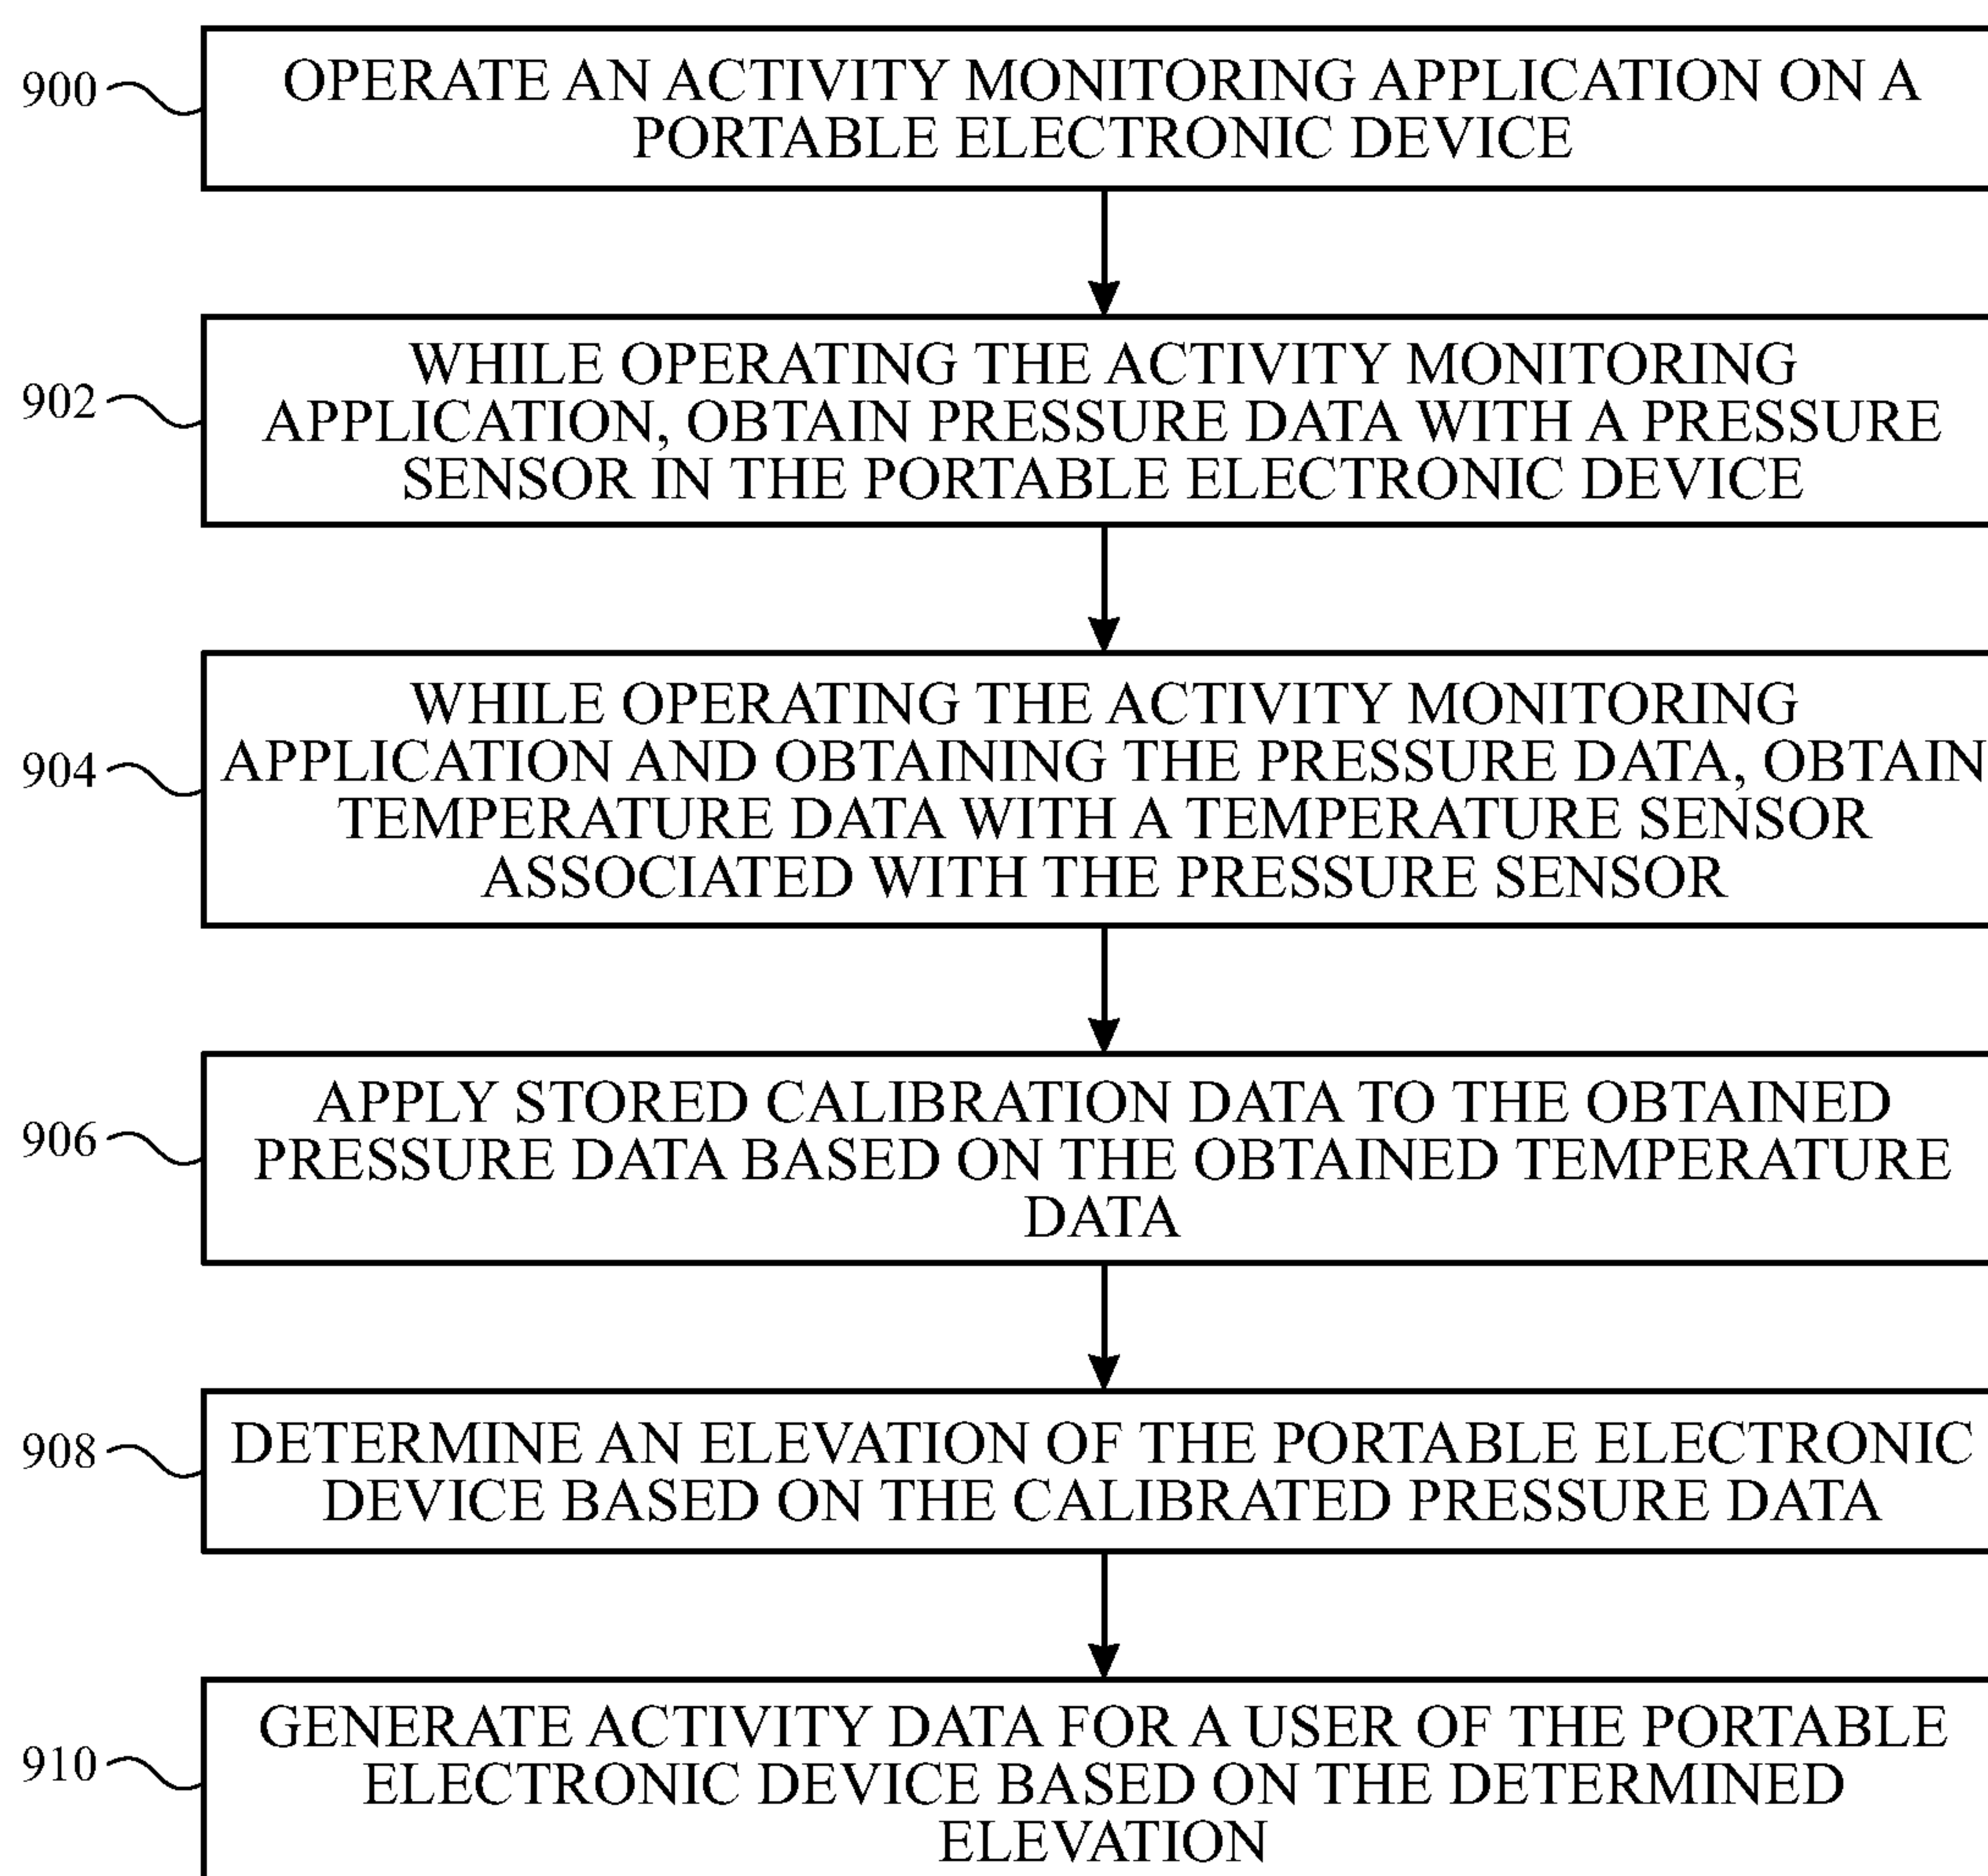 900
OPERATE AN ACTIVITY MONITORING APPLICATION ON A
PORTABLE ELECTRONIC DEVICE
902
WHILE OPERATING THE ACTIVITY MONITORING
APPLICATION, OBTAIN PRESSURE DATA WITH A PRESSURE
SENSOR IN THE PORTABLE ELECTRONIC DEVICE
904
WHILE OPERATING THE ACTIVITY MONITORING
APPLICATION AND OBTAINING THE PRESSURE DATA, OBTAIN
TEMPERATURE DATA WITH A TEMPERATURE SENSOR
ASSOCIATED WITH THE PRESSURE SENSOR
906
APPLY STORED CALIBRATION DATA TO THE OBTAINED
PRESSURE DATA BASED ON THE OBTAINED TEMPERATURE
DATA
908
DETERMINE AN ELEVATION OF THE PORTABLE ELECTRONIC
DEVICE BASED ON THE CALIBRATED PRESSURE DATA
910
GENERATE ACTIVITY DATA FOR A USER OF THE PORTABLE
ELECTRONIC DEVICE BASED ON THE DETERMINED
ELEVATION